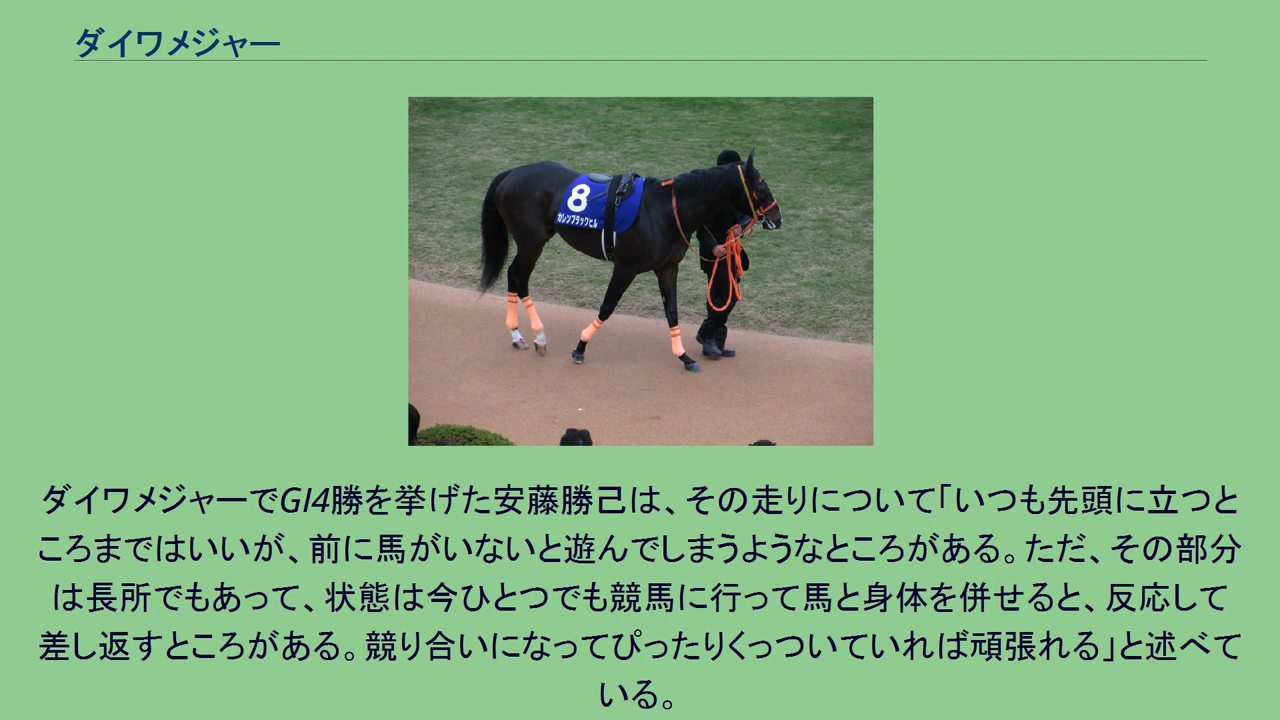 ダイワメジャー
8
カレンブラックヒル
ダイワメジャーでGI4勝を挙げた安藤勝己は、その走りについて「いつも先頭に立つと
ころまではいいが、前に馬がいないと遊んでしまうようなところがある。ただ、その部分
は長所でもあって、状態は今ひとつでも競馬に行って馬と身体を併せると、反応して
差し返すところがある。競り合いになってぴったりくっついていれば頑張れる」と述べて
いる。